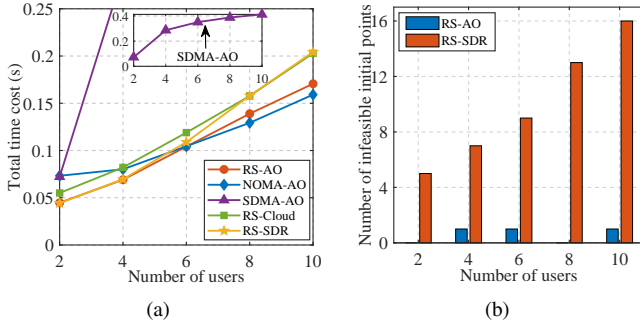 0.25
0.2
0.15
0.1
0.05
0
2
4
6
8
10
Total time cost (s)
Number of users
0.4
0.2
0
2
4
6
8
10
SDMA-AO
RS-AO
NOMA-AO
SDMA-AO
RS-Cloud
RS-SDR
(a)
16
12
8
4
0
2
4
6
8
10
Number of infeasible initial points
Number of users
RS-AO
RS-SDR
(b)